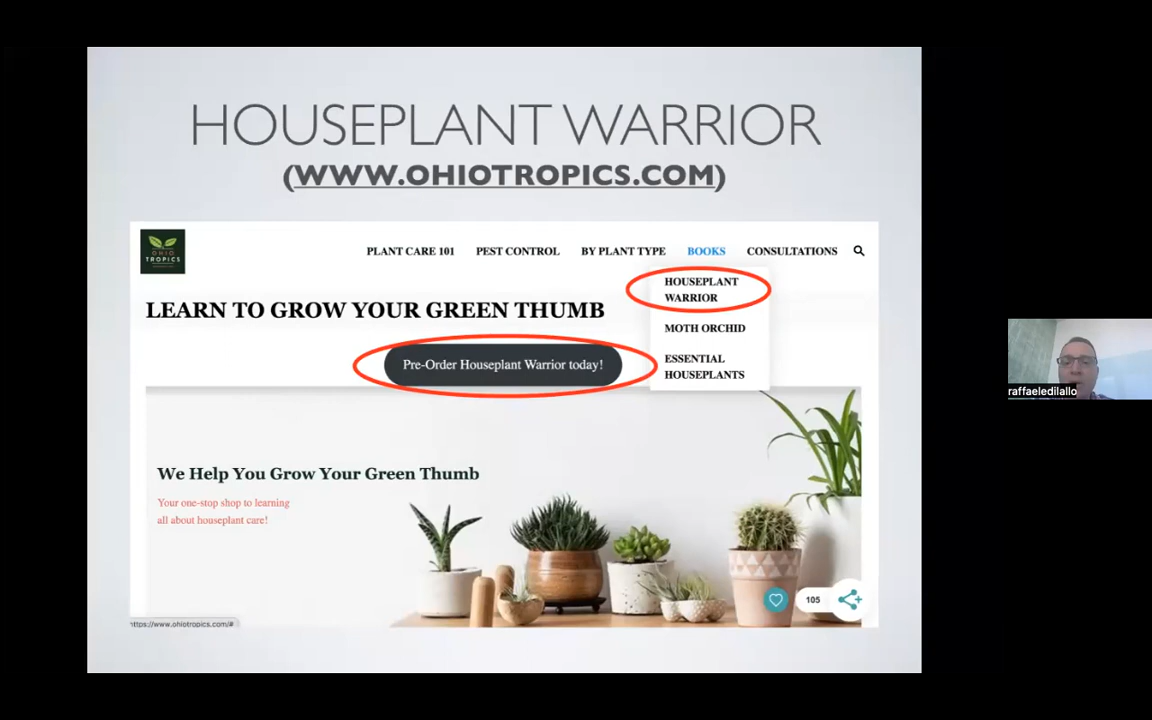 HOUSEPLANT WARRIOR
(WWW.OHIOTROPICS.COM)
OHIO
TROPICS
PLANT CARE 101 PEST CONTROL BY PLANT TYPE BOOKS CONSULTATIONS
HOUSEPLANT
WARRIOR
MOTH ORCHID
ESSENTIAL
HOUSEPLANTS
LEARN TO GROW YOUR GREEN THUMB
Pre-Order Houseplant Warrior today!
We Help You Grow Your Green Thumb
Your one-stop shop to learning
all about houseplant care!
105
https://www.ohiotropics.com/#
raffaeledilallo